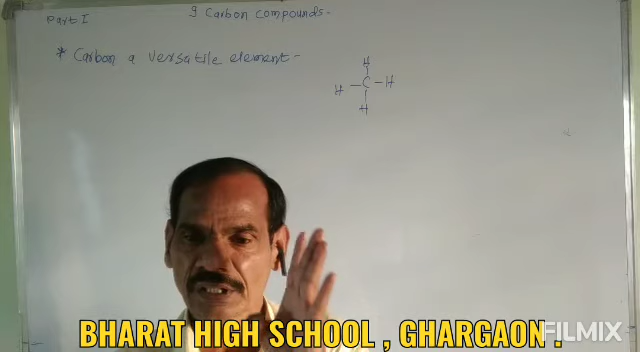 Part I
9 Carbon compounds-
* Carbon a versatile element-
H
H - C - H
H
BHARAT HIGH SCHOOL , GHARGAON .
FILMIX